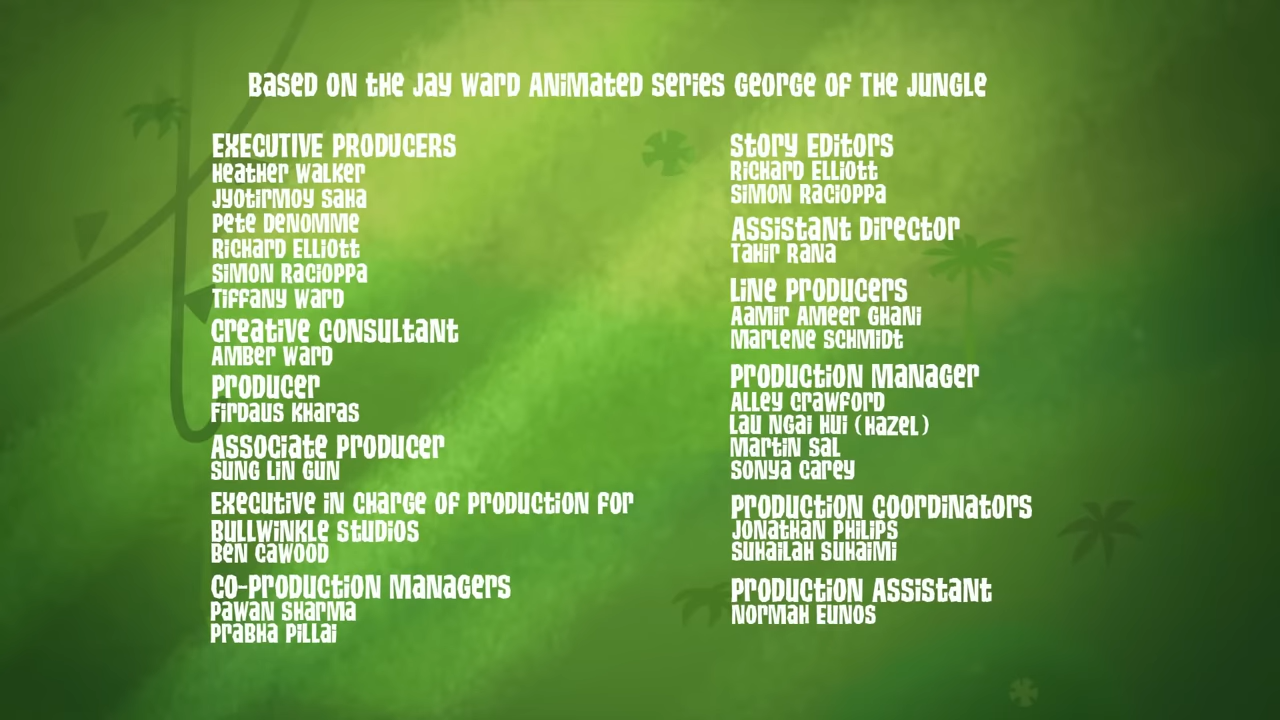 Based on the Jay Ward Animated Series George of The Jungle
Executive Producers
Heather Walker
Jyotirmoy Saha
Pete Denomme
Richard Elliott
Simon Racioppa
Tiffany Ward
Creative Consultant
Amber Ward
Producer
Firdaus Kharas
Associate Producer
Sung Lin Gun
Executive in Charge of Production for
Bullwinkle Studios
Ben Cawood
Co-Production Managers
Pawan Sharma
Prabha Pillai
Story Editors
Richard Elliott
Simon Racioppa
Assistant Director
Tahir Rana
Line Producers
Aamir Ameer Ghani
Marlene Schmidt
Production Manager
Alley Crawford
Lau Ngai Hui (Hazel)
Martin Sal
Sonya Carey
Production Coordinators
Jonathan Philips
Suhailah Suhaimi
Production Assistant
Normah Eunos